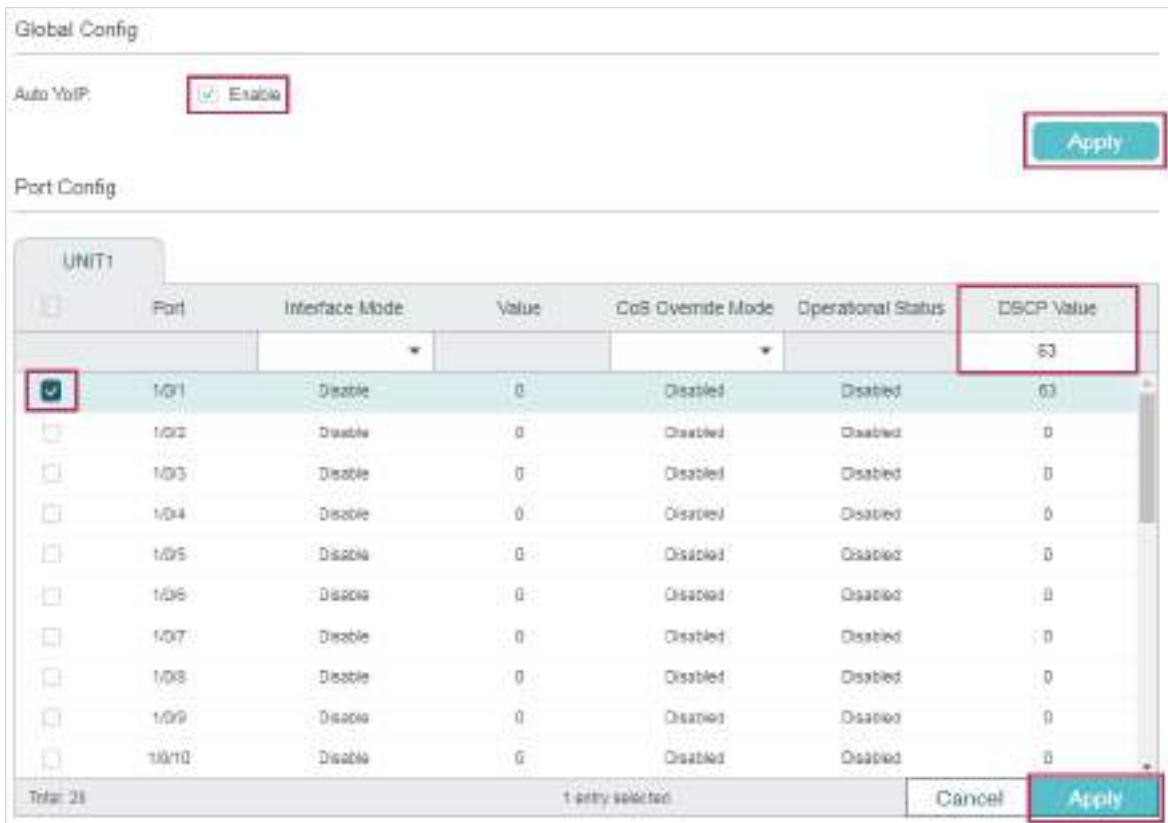 Global Config
Auto VoIP: Enable
Apply
Port Config
UNIT1
Port Interface Mode Value CoS Override Mode Operational Status DSCP Value
63
1/0/1 Disable 0 Disabled Disabled 63
1/0/2 Disable 0 Disabled Disabled 0
1/0/3 Disable 0 Disabled Disabled 0
1/0/4 Disable 0 Disabled Disabled 0
1/0/5 Disable 0 Disabled Disabled 0
1/0/6 Disable 0 Disabled Disabled 0
1/0/7 Disable 0 Disabled Disabled 0
1/0/8 Disable 0 Disabled Disabled 0
1/0/9 Disable 0 Disabled Disabled 0
1/0/10 Disable 0 Disabled Disabled 0
Total: 1 entry selected. Cancel Apply